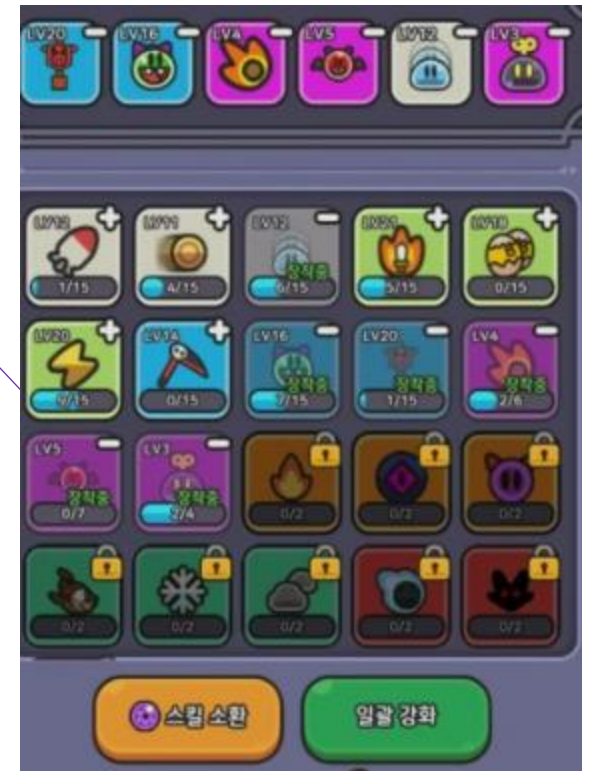 LV20 LV16 LV4 LV5 LV12 LV3
LV12 LV11 LV12 LV21 LV18
장착중
1/15 4/15 6/15 5/15 0/15
LV20 LV14 LV16 LV20 LV4
장착중 장착중 장착중
9/15 0/15 7/15 1/15 2/6
LV5 LV3
장착중 장착중
0/7 2/4 0/2 0/2 0/2
0/2 0/2 0/2 0/2 0/2
스킬 소환 일괄 강화